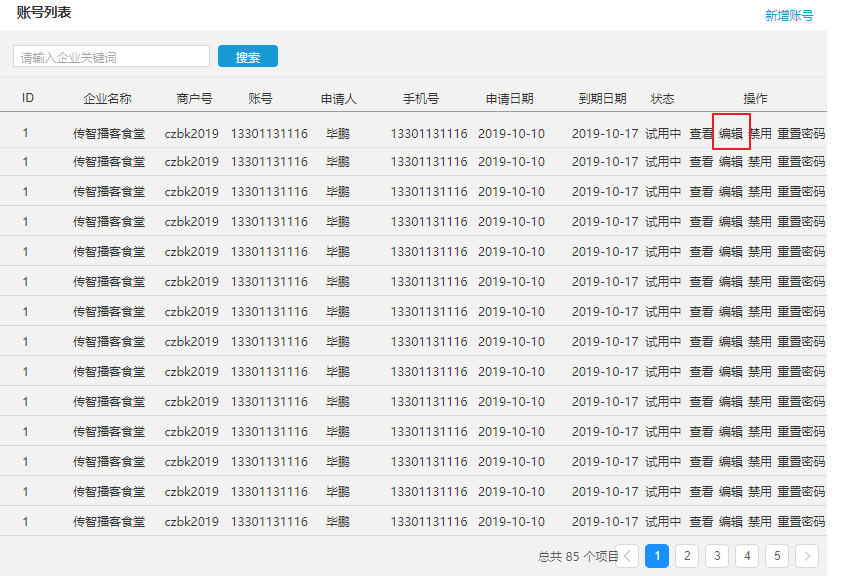 账号列表 新增账号
请输入企业关键词 搜索
ID 企业名称 商户号 账号 申请人 手机号 申请日期 到期日期 状态 操作
1 传智播客食堂 czbk2019 13301131116 毕鹏 13301131116 2019-10-10 2019-10-17 试用中 查看 编辑 禁用 重置密码
1 传智播客食堂 czbk2019 13301131116 毕鹏 13301131116 2019-10-10 2019-10-17 试用中 查看 编辑 禁用 重置密码
1 传智播客食堂 czbk2019 13301131116 毕鹏 13301131116 2019-10-10 2019-10-17 试用中 查看 编辑 禁用 重置密码
1 传智播客食堂 czbk2019 13301131116 毕鹏 13301131116 2019-10-10 2019-10-17 试用中 查看 编辑 禁用 重置密码
1 传智播客食堂 czbk2019 13301131116 毕鹏 13301131116 2019-10-10 2019-10-17 试用中 查看 编辑 禁用 重置密码
1 传智播客食堂 czbk2019 13301131116 毕鹏 13301131116 2019-10-10 2019-10-17 试用中 查看 编辑 禁用 重置密码
1 传智播客食堂 czbk2019 13301131116 毕鹏 13301131116 2019-10-10 2019-10-17 试用中 查看 编辑 禁用 重置密码
1 传智播客食堂 czbk2019 13301131116 毕鹏 13301131116 2019-10-10 2019-10-17 试用中 查看 编辑 禁用 重置密码
1 传智播客食堂 czbk2019 13301131116 毕鹏 13301131116 2019-10-10 2019-10-17 试用中 查看 编辑 禁用 重置密码
1 传智播客食堂 czbk2019 13301131116 毕鹏 13301131116 2019-10-10 2019-10-17 试用中 查看 编辑 禁用 重置密码
1 传智播客食堂 czbk2019 13301131116 毕鹏 13301131116 2019-10-10 2019-10-17 试用中 查看 编辑 禁用 重置密码
1 传智播客食堂 czbk2019 13301131116 毕鹏 13301131116 2019-10-10 2019-10-17 试用中 查看 编辑 禁用 重置密码
1 传智播客食堂 czbk2019 13301131116 毕鹏 13301131116 2019-10-10 2019-10-17 试用中 查看 编辑 禁用 重置密码
1 传智播客食堂 czbk2019 13301131116 毕鹏 13301131116 2019-10-10 2019-10-17 试用中 查看 编辑 禁用 重置密码
总共 85 个项目 < 1 2 3 4 5 >